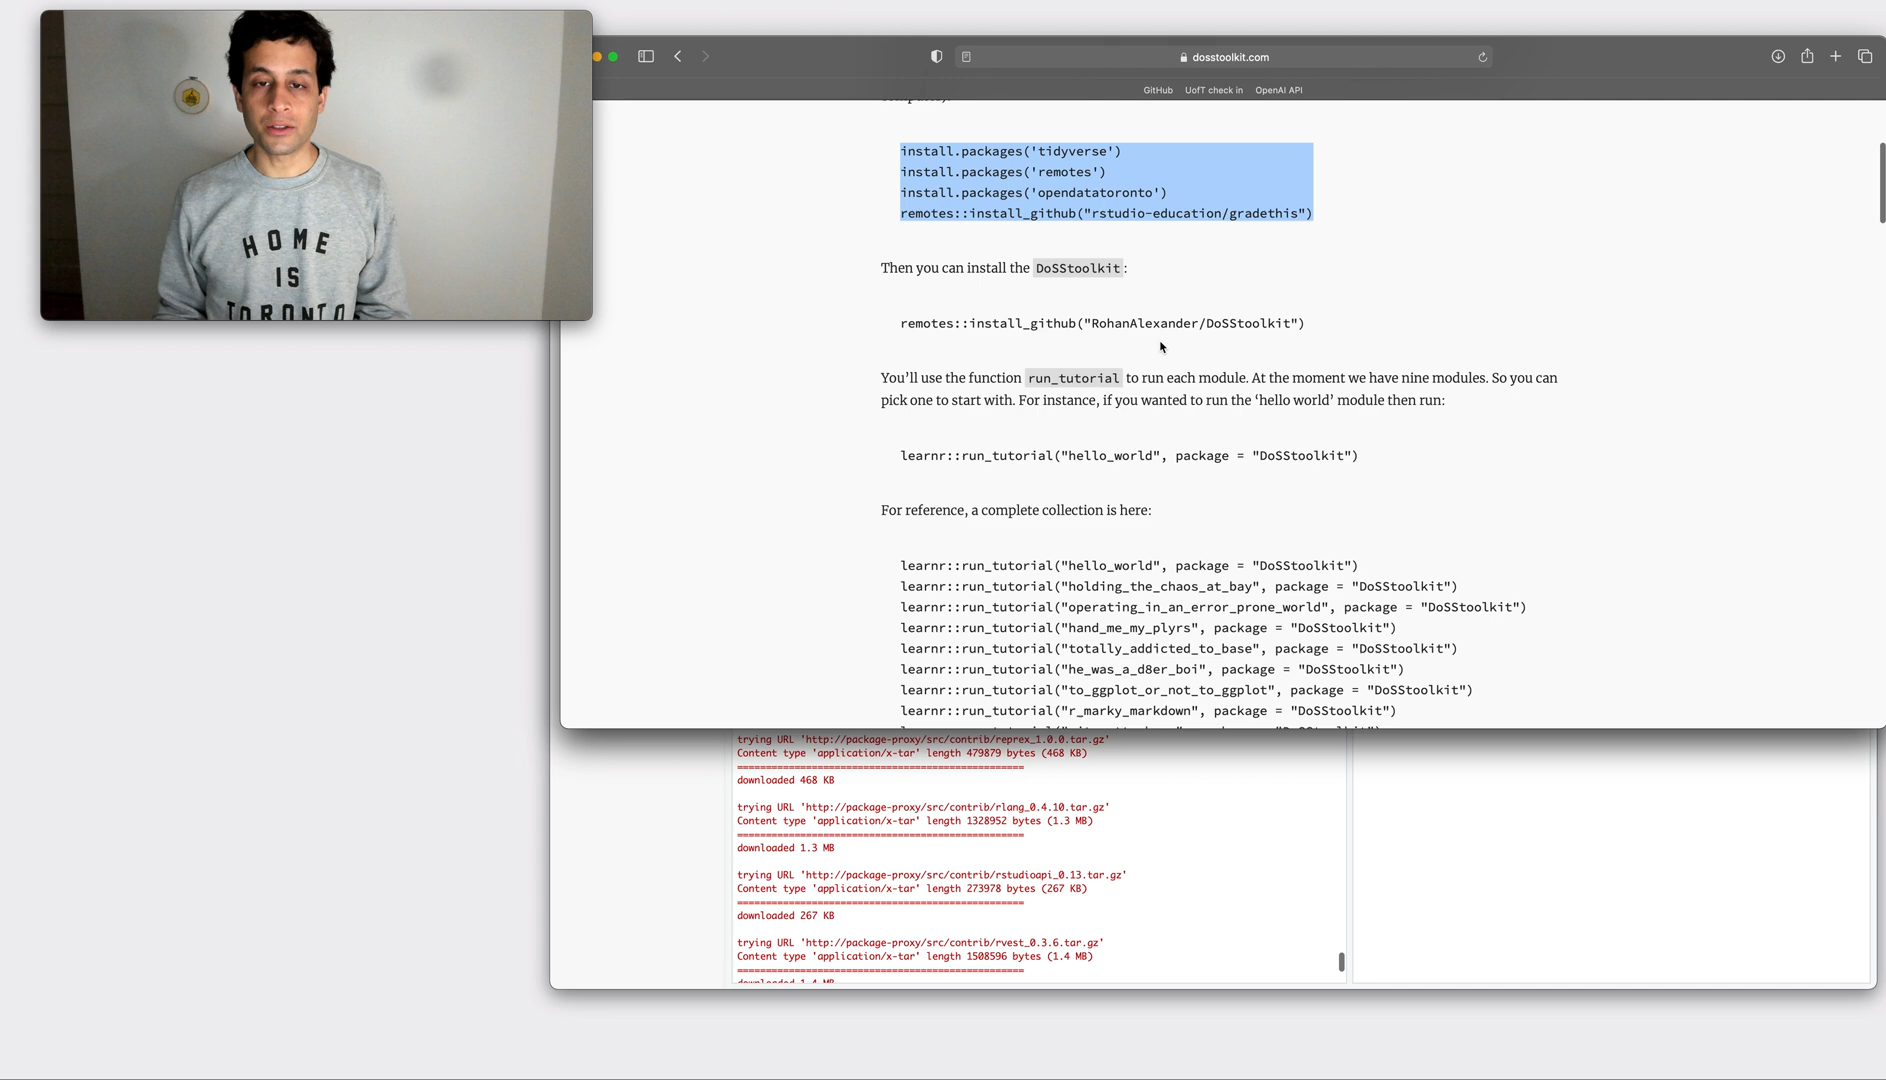 HOME
IS
TORONTO
dosstoolkit.com
GitHub UofT check in OpenAI API
install.packages('tidyverse')
install.packages('remotes')
install.packages('opendatatoronto')
remotes::install_github("rstudio-education/gradethis")
Then you can install the DoSStoolkit:
remotes::install_github("RohanAlexander/DoSStoolkit")
You’ll use the function run_tutorial to run each module. At the moment we have nine modules. So you can
pick one to start with. For instance, if you wanted to run the ‘hello world’ module then run:
learnr::run_tutorial("hello_world", package = "DoSStoolkit")
For reference, a complete collection is here:
learnr::run_tutorial("hello_world", package = "DoSStoolkit")
learnr::run_tutorial("holding_the_chaos_at_bay", package = "DoSStoolkit")
learnr::run_tutorial("operating_in_an_error_prone_world", package = "DoSStoolkit")
learnr::run_tutorial("hand_me_my_plyrs", package = "DoSStoolkit")
learnr::run_tutorial("totally_addicted_to_base", package = "DoSStoolkit")
learnr::run_tutorial("he_was_a_d8er_boi", package = "DoSStoolkit")
learnr::run_tutorial("to_ggplot_or_not_to_ggplot", package = "DoSStoolkit")
learnr::run_tutorial("r_marky_markdown", package = "DoSStoolkit")
trying URL 'http://package-proxy/src/contrib/reprex_1.0.0.tar.gz'
Content type 'application/x-tar' length 479879 bytes (468 KB)
==================================================
downloaded 468 KB
trying URL 'http://package-proxy/src/contrib/rlang_0.4.10.tar.gz'
Content type 'application/x-tar' length 1328952 bytes (1.3 MB)
==================================================
downloaded 1.3 MB
trying URL 'http://package-proxy/src/contrib/rstudioapi_0.13.tar.gz'
Content type 'application/x-tar' length 273978 bytes (267 KB)
==================================================
downloaded 267 KB
trying URL 'http://package-proxy/src/contrib/rvest_0.3.6.tar.gz'
Content type 'application/x-tar' length 1508596 bytes (1.4 MB)
==================================================
downloaded 1.4 MB